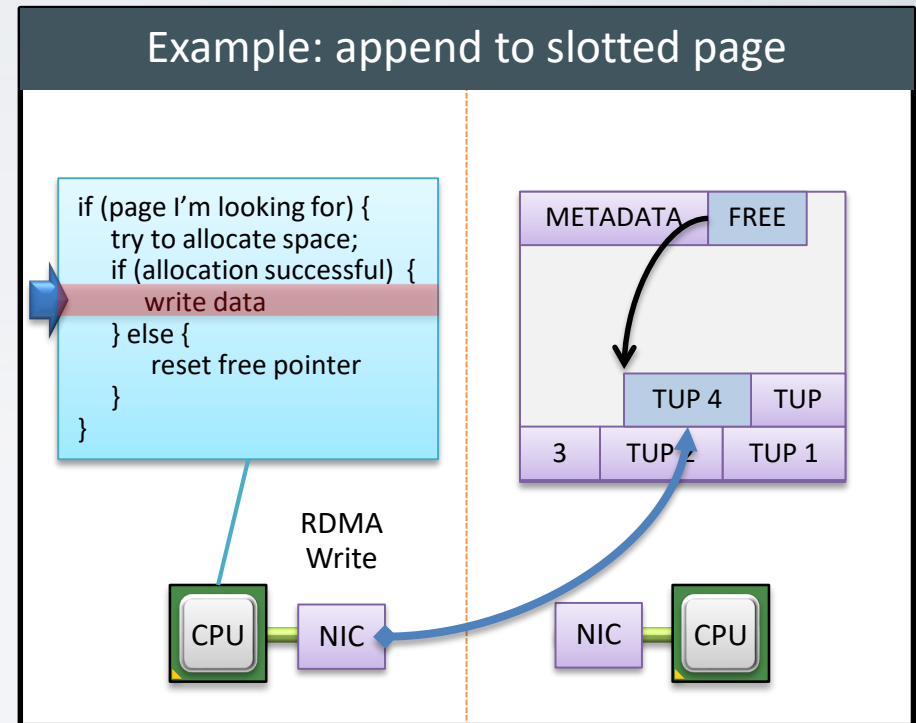 Example: append to slotted page
if (page I’m looking for) {
try to allocate space;
if (allocation successful) {
write data
} else {
reset free pointer
}
}
RDMA
Write
CPU
NIC
METADATA
FREE
TUP 4
TUP
3
TUP 2
TUP 1
NIC
CPU